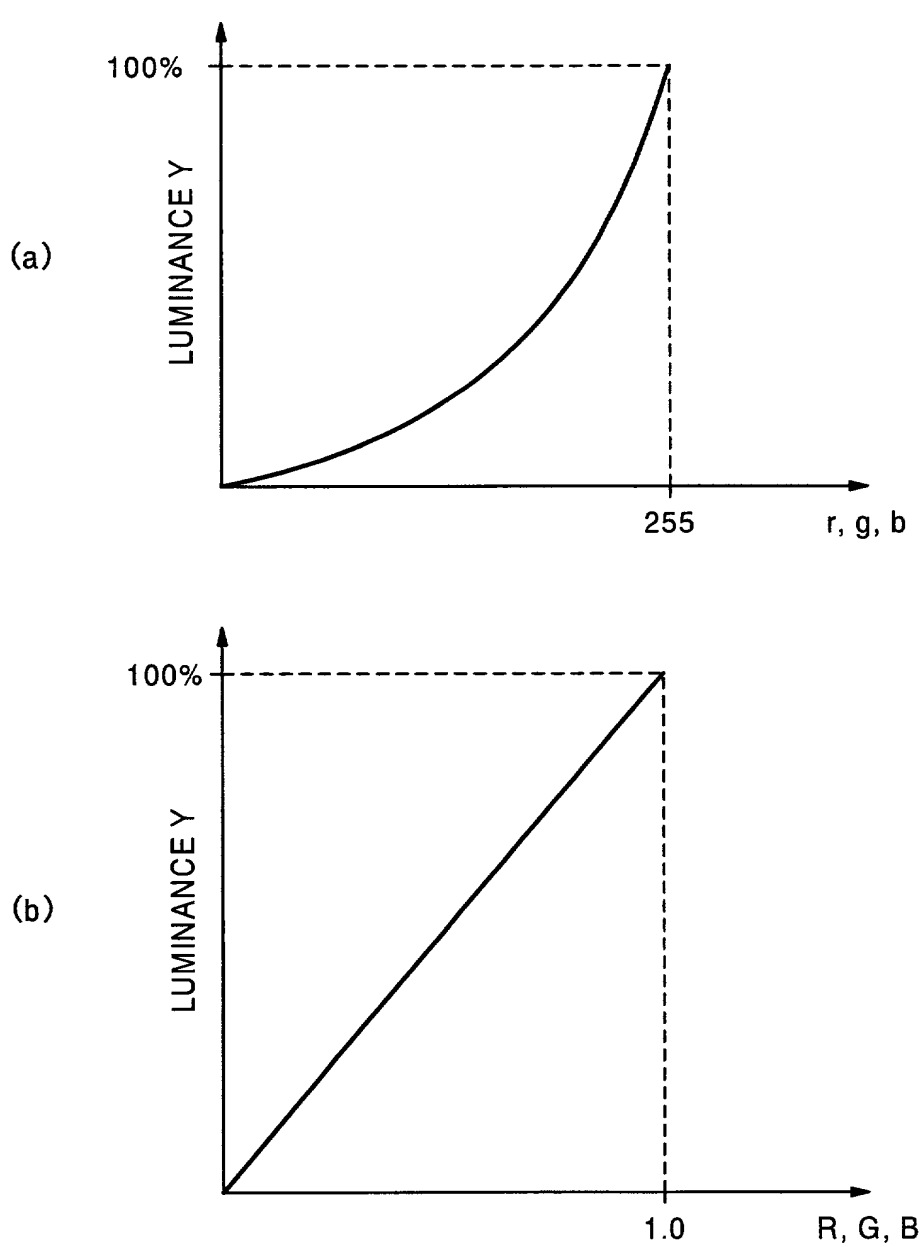 100%
LUMINANCE Y
(a)
255
r, g, b
100%
LUMINANCE Y
(b)
1.0
R, G, B